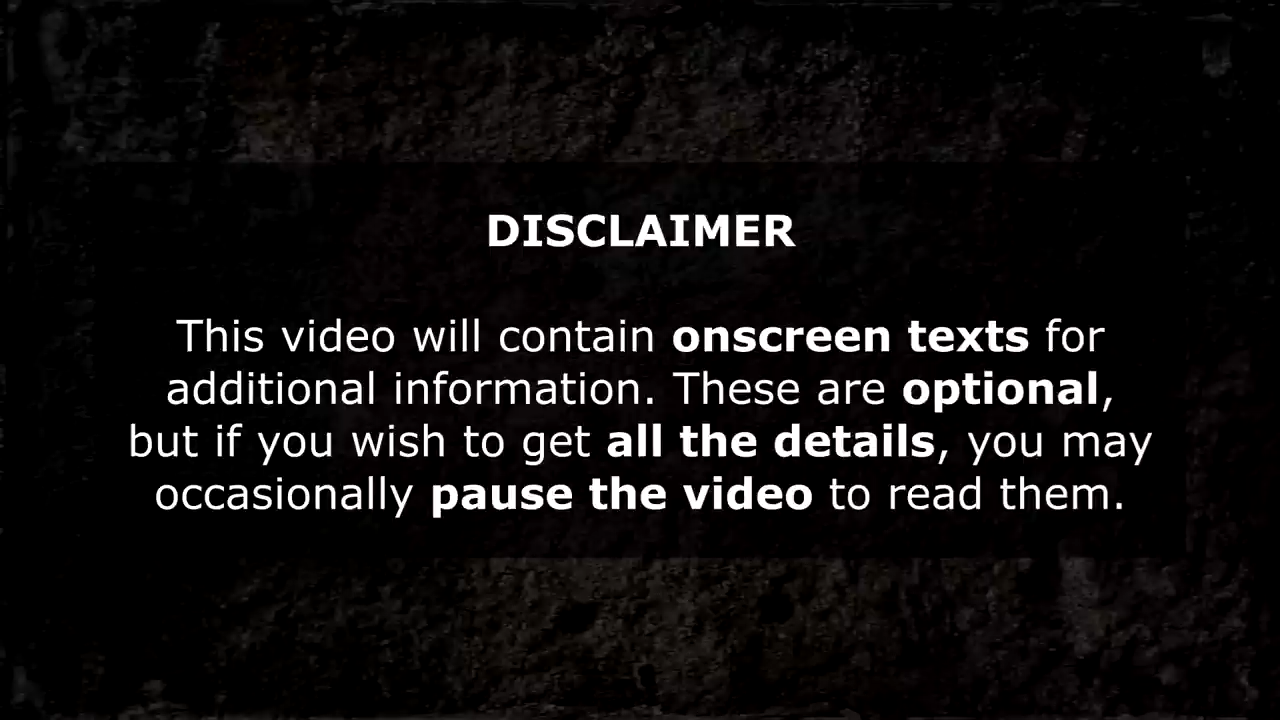 DISCLAIMER
This video will contain onscreen texts for
additional information. These are optional,
but if you wish to get all the details, you may
occasionally pause the video to read them.